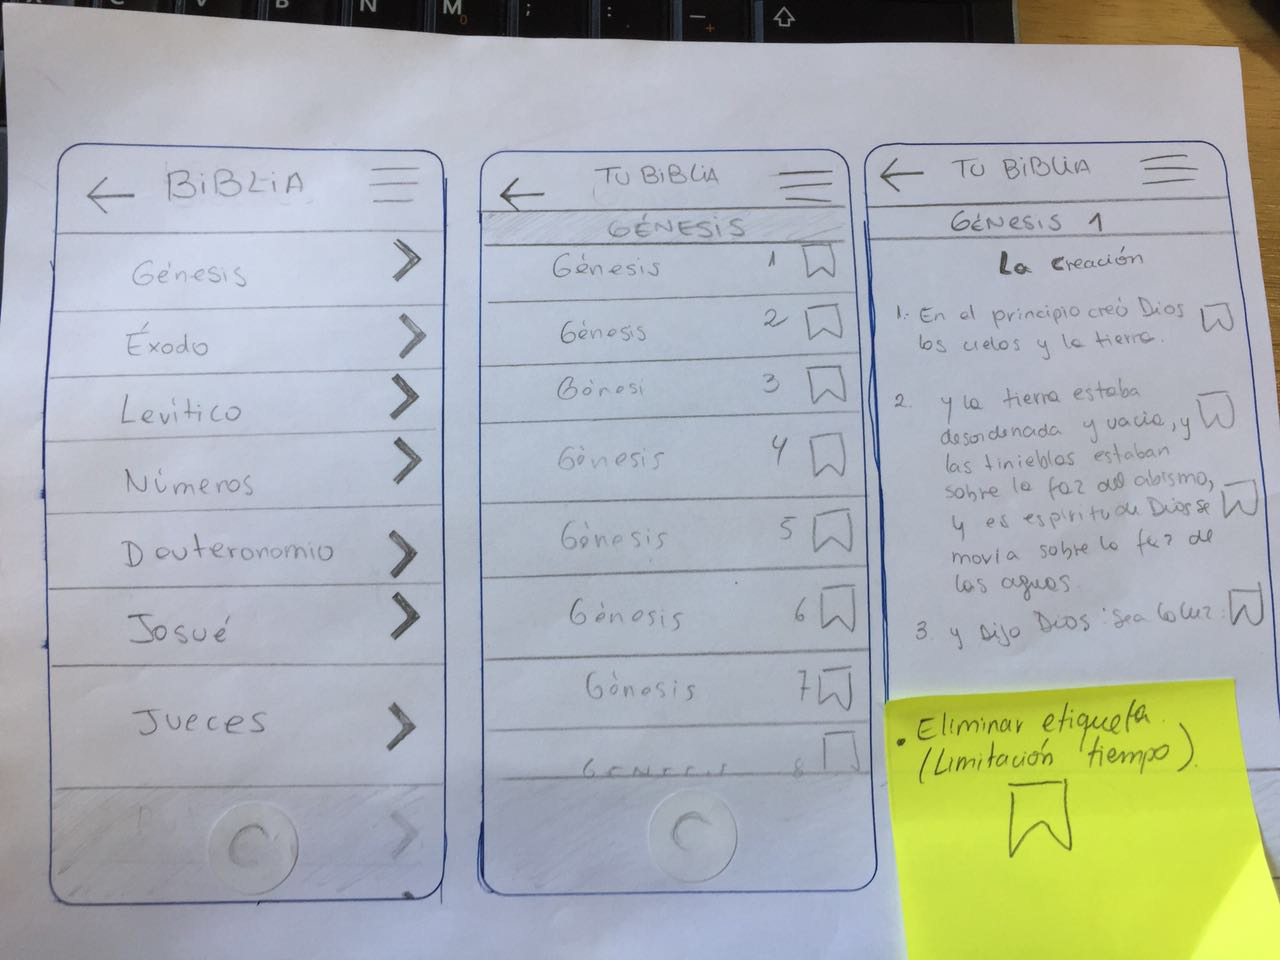 BiBLiA
Génesis
Éxodo
Levítico
Números
Deuteronomio
Josué
Jueces
TU BiBLiA
GÉNESiS
Génesis 1
Génesis 2
Génesi 3
Génesis 4
Génesis 5
Génesis 6
Génesis 7
GENESIS 8
TU BiBLiA
GÉNESiS 1
La Creación
1.- En el principio creó Dios
los cielos y la tierra.
2. y la tierra estaba
desordenada y vacía, y
las tinieblas estaban
sobre la faz del abismo,
y es espiritu de Dios se
movía sobre la faz de
las aguas
3. y Dijo Dios: sea la luz:
• Eliminar etiqueta.
(Limitación tiempo).
M
N
B
V
C
X
;
:
-
+